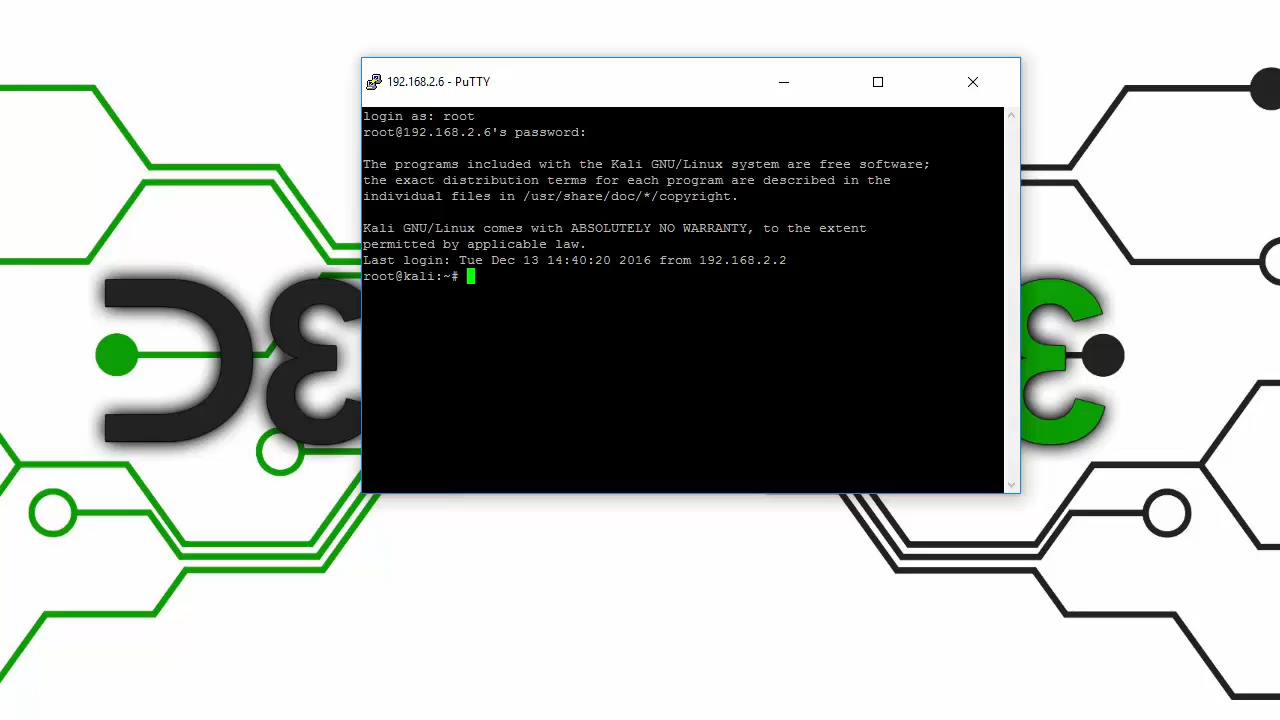 192.168.2.6 - PuTTY
login as: root
root@192.168.2.6's password:
The programs included with the Kali GNU/Linux system are free software;
the exact distribution terms for each program are described in the
individual files in /usr/share/doc/*/copyright.
Kali GNU/Linux comes with ABSOLUTELY NO WARRANTY, to the extent
permitted by applicable law.
Last login: Tue Dec 13 14:40:20 2016 from 192.168.2.2
root@kali:~#